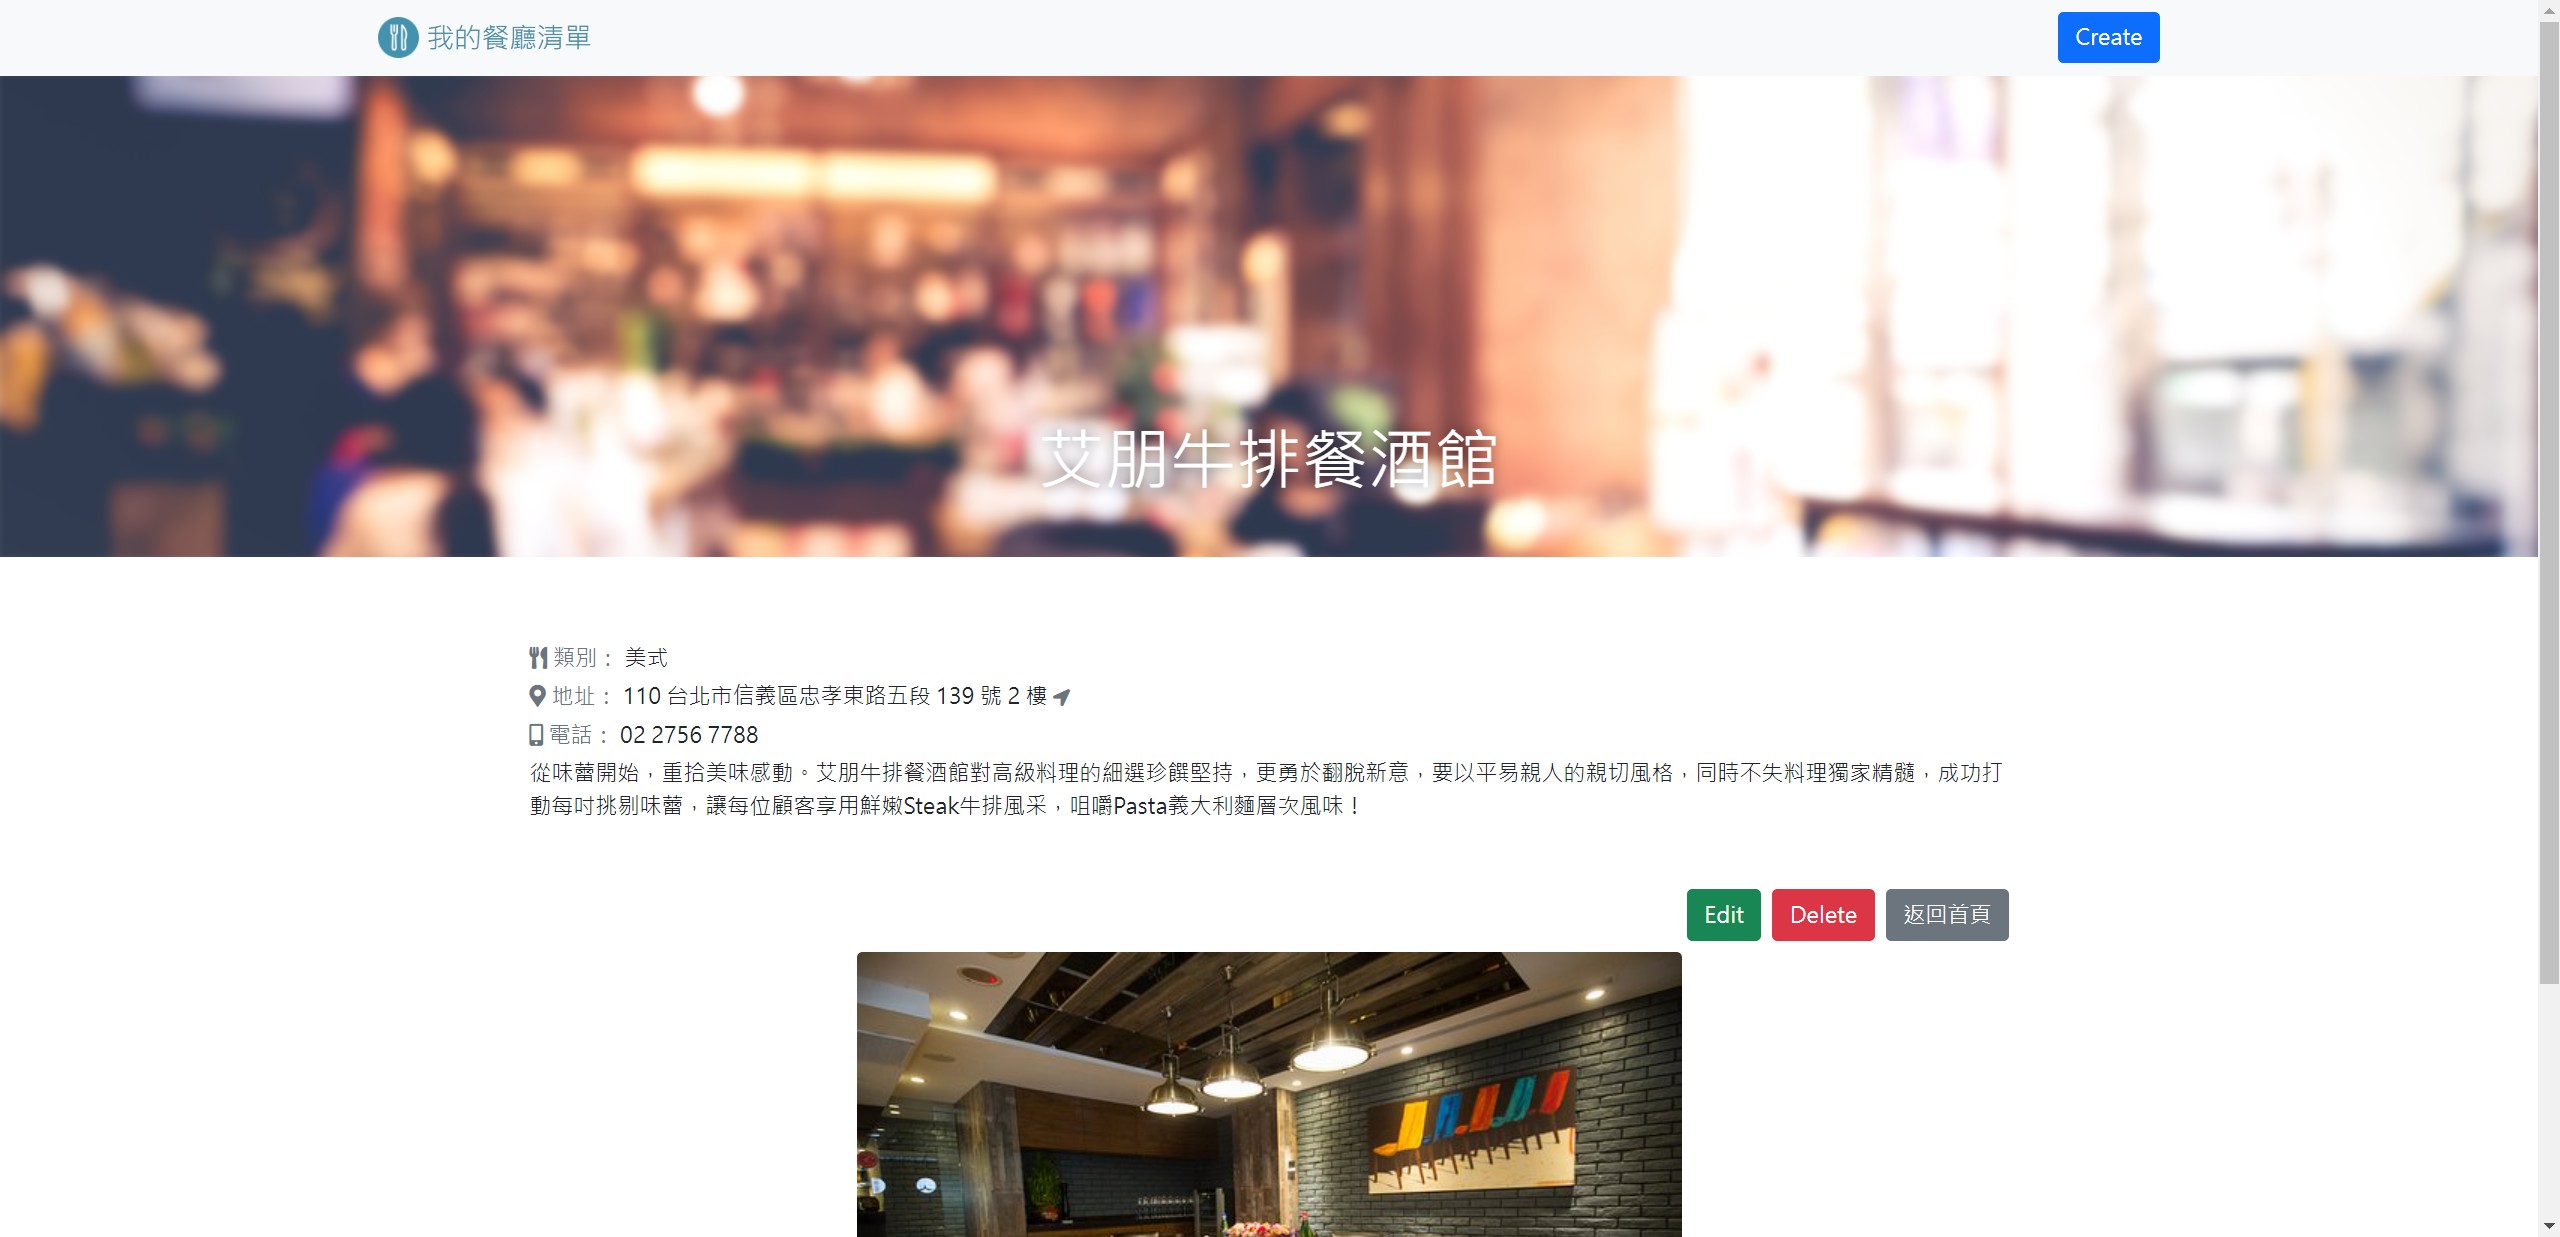 我的餐廳清單
Create
艾朋牛排餐酒館
類別： 美式
地址： 110 台北市信義區忠孝東路五段 139 號 2 樓
電話： 02 2756 7788
從味蕾開始，重拾美味感動。艾朋牛排餐酒館對高級料理的細選珍饌堅持，更勇於翻脫新意，要以平易親人的親切風格，同時不失料理獨家精髓，成功打
動每吋挑剔味蕾，讓每位顧客享用鮮嫩Steak牛排風采，咀嚼Pasta義大利麵層次風味！
Edit
Delete
返回首頁